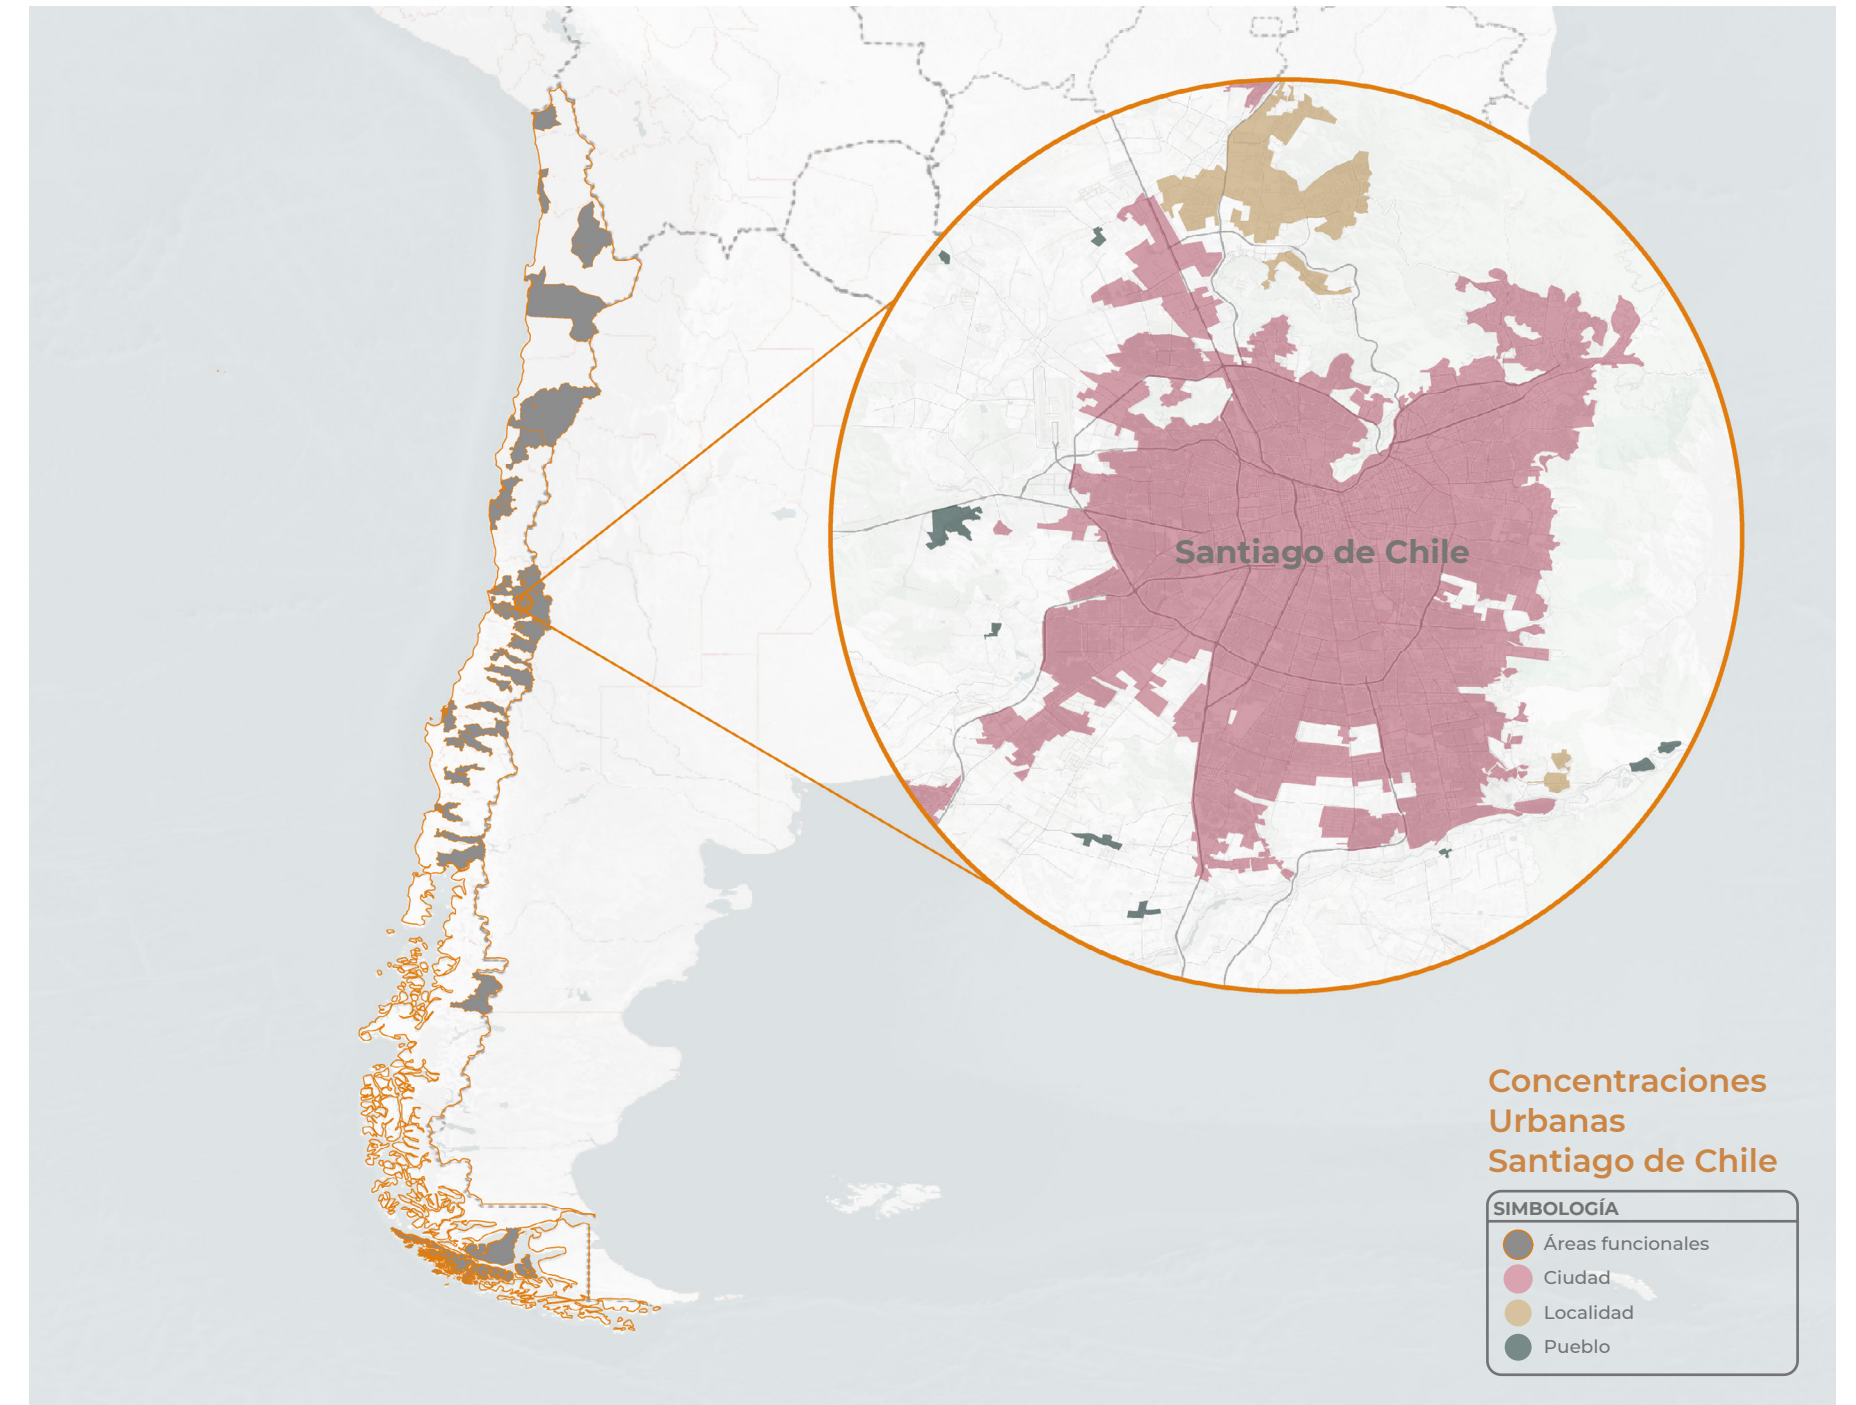 Santiago de Chile
Concentraciones
Urbanas
Santiago de Chile
SIMBOLOGÍA
Áreas funcionales
Ciudad
Localidad
Pueblo